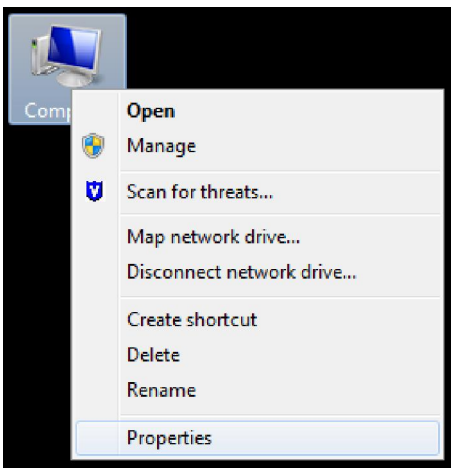 Comp
Open
Manage
Scan for threats...
Map network drive...
Disconnect network drive...
Create shortcut
Delete
Rename
Properties